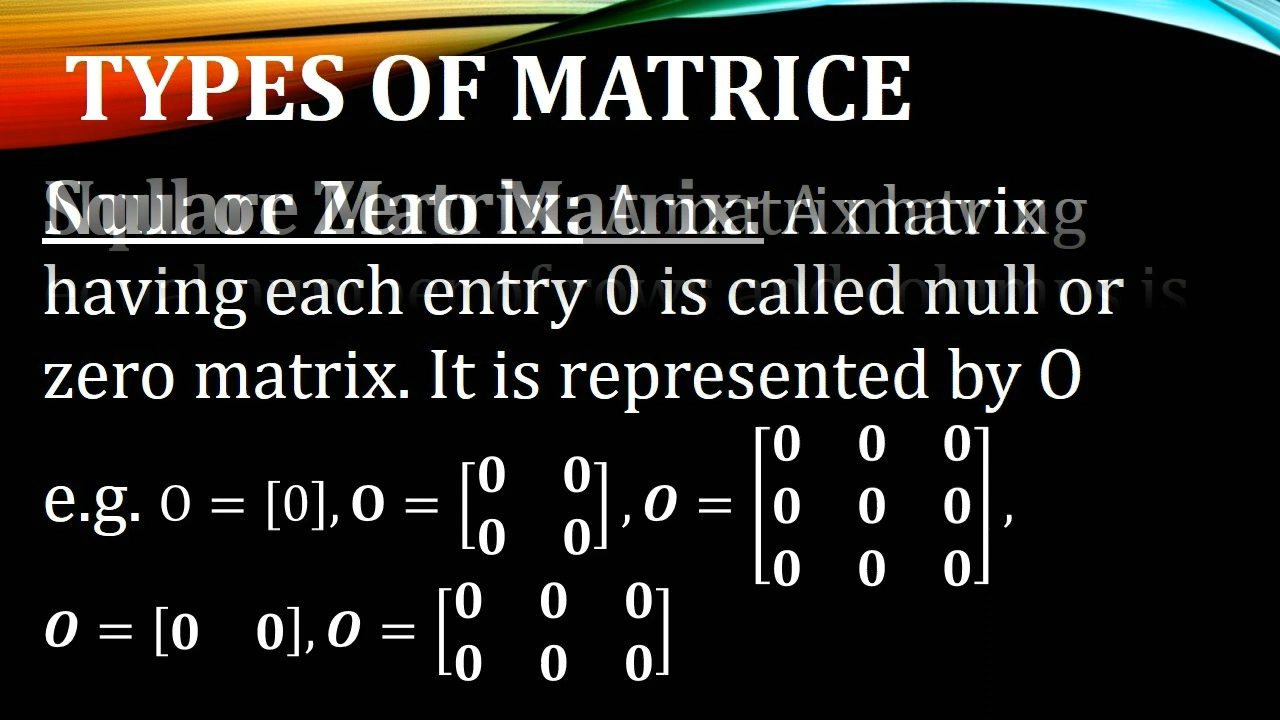 TYPES OF MATRICE
Null or Zero Matrix: A matrix
having each entry 0 is called null or
zero matrix. It is represented by O
e.g. O = [0], O = [0 0 0 0], O = [0 0 0 0 0 0 0 0 0],
O = [0 0], O = [0 0 0 0 0 0]